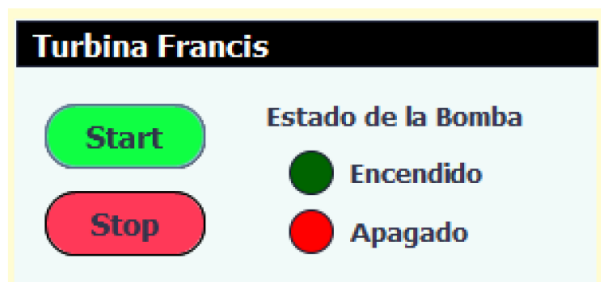 Turbina Francis
Start
Estado de la Bomba
Encendido
Stop
Apagado